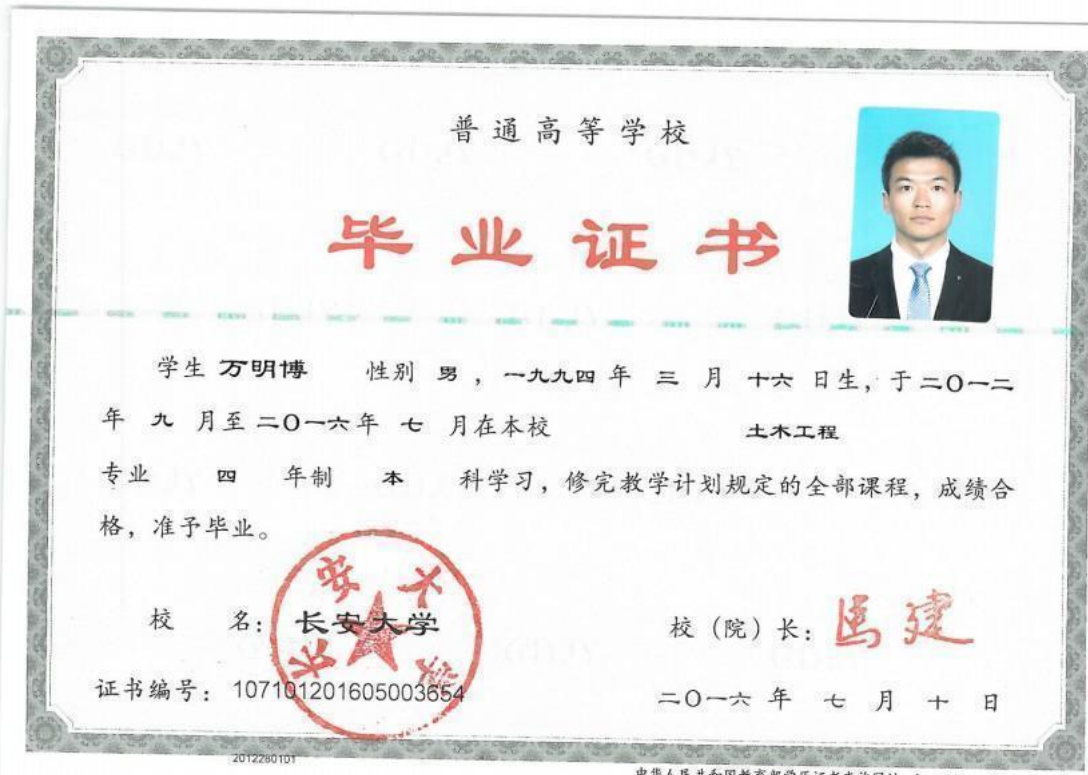 普通高等学校
毕业证书
学生 万明博 性别 男 ，一九九四 年 三 月 十六 日生，于 二〇一二
年 九 月至 二〇一六 年 七 月在本校 土木工程
专业 四 年制 本 科学习，修完教学计划规定的全部课程，成绩合
格，准予毕业。
长安大学
校 名： 长安大学 校（院）长： 马建
证书编号： 107101201605003654 二〇一六 年 七 月 十 日
2012280101